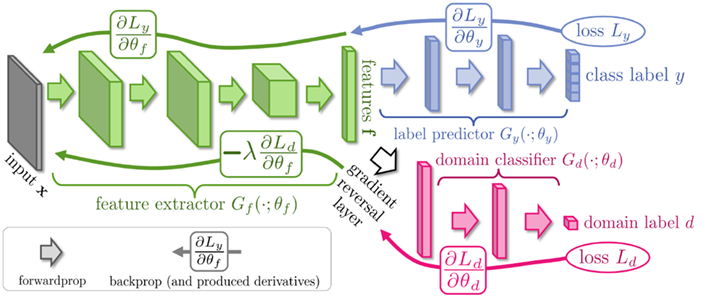 ∂L_y/∂θ_f
∂L_y/∂θ_y
loss L_y
features f
class label y
label predictor G_y(·; θ_y)
−λ ∂L_d/∂θ_f
input x
feature extractor G_f(·; θ_f)
gradient
reversal
layer
domain classifier G_d(·; θ_d)
domain label d
∂L_d/∂θ_d
loss L_d
forwardprop
∂L_y/∂θ_f
backprop (and produced derivatives)